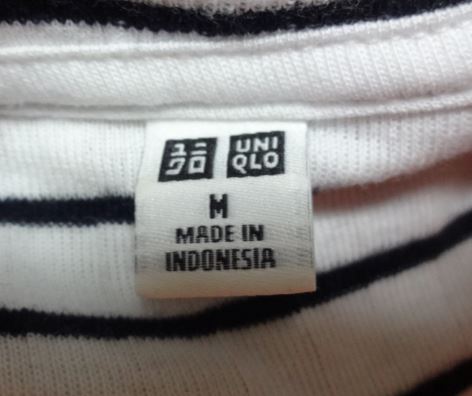 ユニ UNI
クロ QLO
M
MADE IN
INDONESIA